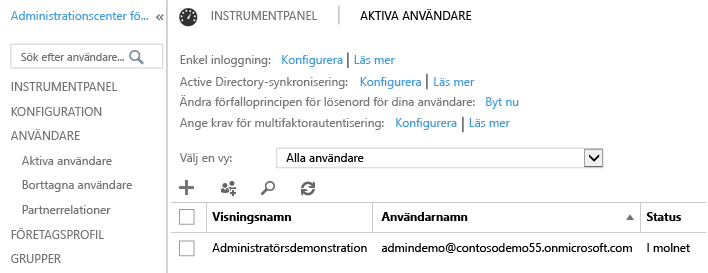 Administrationscenter fö... «
Sök efter användare...
INSTRUMENTPANEL
KONFIGURATION
ANVÄNDARE
Aktiva användare
Borttagna användare
Partnerrelationer
FÖRETAGSPROFIL
GRUPPER
INSTRUMENTPANEL | AKTIVA ANVÄNDARE
Enkel inloggning: Konfigurera | Läs mer
Active Directory-synkronisering: Konfigurera | Läs mer
Ändra förfalloprincipen för lösenord för dina användare: Byt nu
Ange krav för multifaktorautentisering: Konfigurera | Läs mer
Välj en vy: Alla användare
Visningsnamn Användarnamn Status
Administratörsdemonstration admindemo@contosodemo55.onmicrosoft.com I molnet